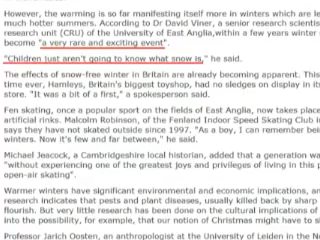 However, the warming is so far manifesting itself more in winters which are le
much hotter summers. According to Dr David Viner, a senior research scientis
research unit (CRU) of the University of East Anglia,within a few years winter
become "a very rare and exciting event".
"Children just aren't going to know what snow is," he said.
The effects of snow-free winter in Britain are already becoming apparent. This
time ever, Hamleys, Britain's biggest toyshop, had no sledges on display in its
store. "It was a bit of a first," a spokesperson said.
Fen skating, once a popular sport on the fields of East Anglia, now takes place
artificial rinks. Malcolm Robinson, of the Fenland Indoor Speed Skating Club i
says they have not skated outside since 1997. "As a boy, I can remember bei
winters. Now it's few and far between," he said.
Michael Jeacock, a Cambridgeshire local historian, added that a generation wa
"without experiencing one of the greatest joys and privileges of living in this p
open-air skating".
Warmer winters have significant environmental and economic implications, an
research indicates that pests and plant diseases, usually killed back by sharp
flourish. But very little research has been done on the cultural implications of
into the possibility, for example, that our notion of Christmas might have to s
Professor Jarich Oosten, an anthropologist at the University of Leiden in the N